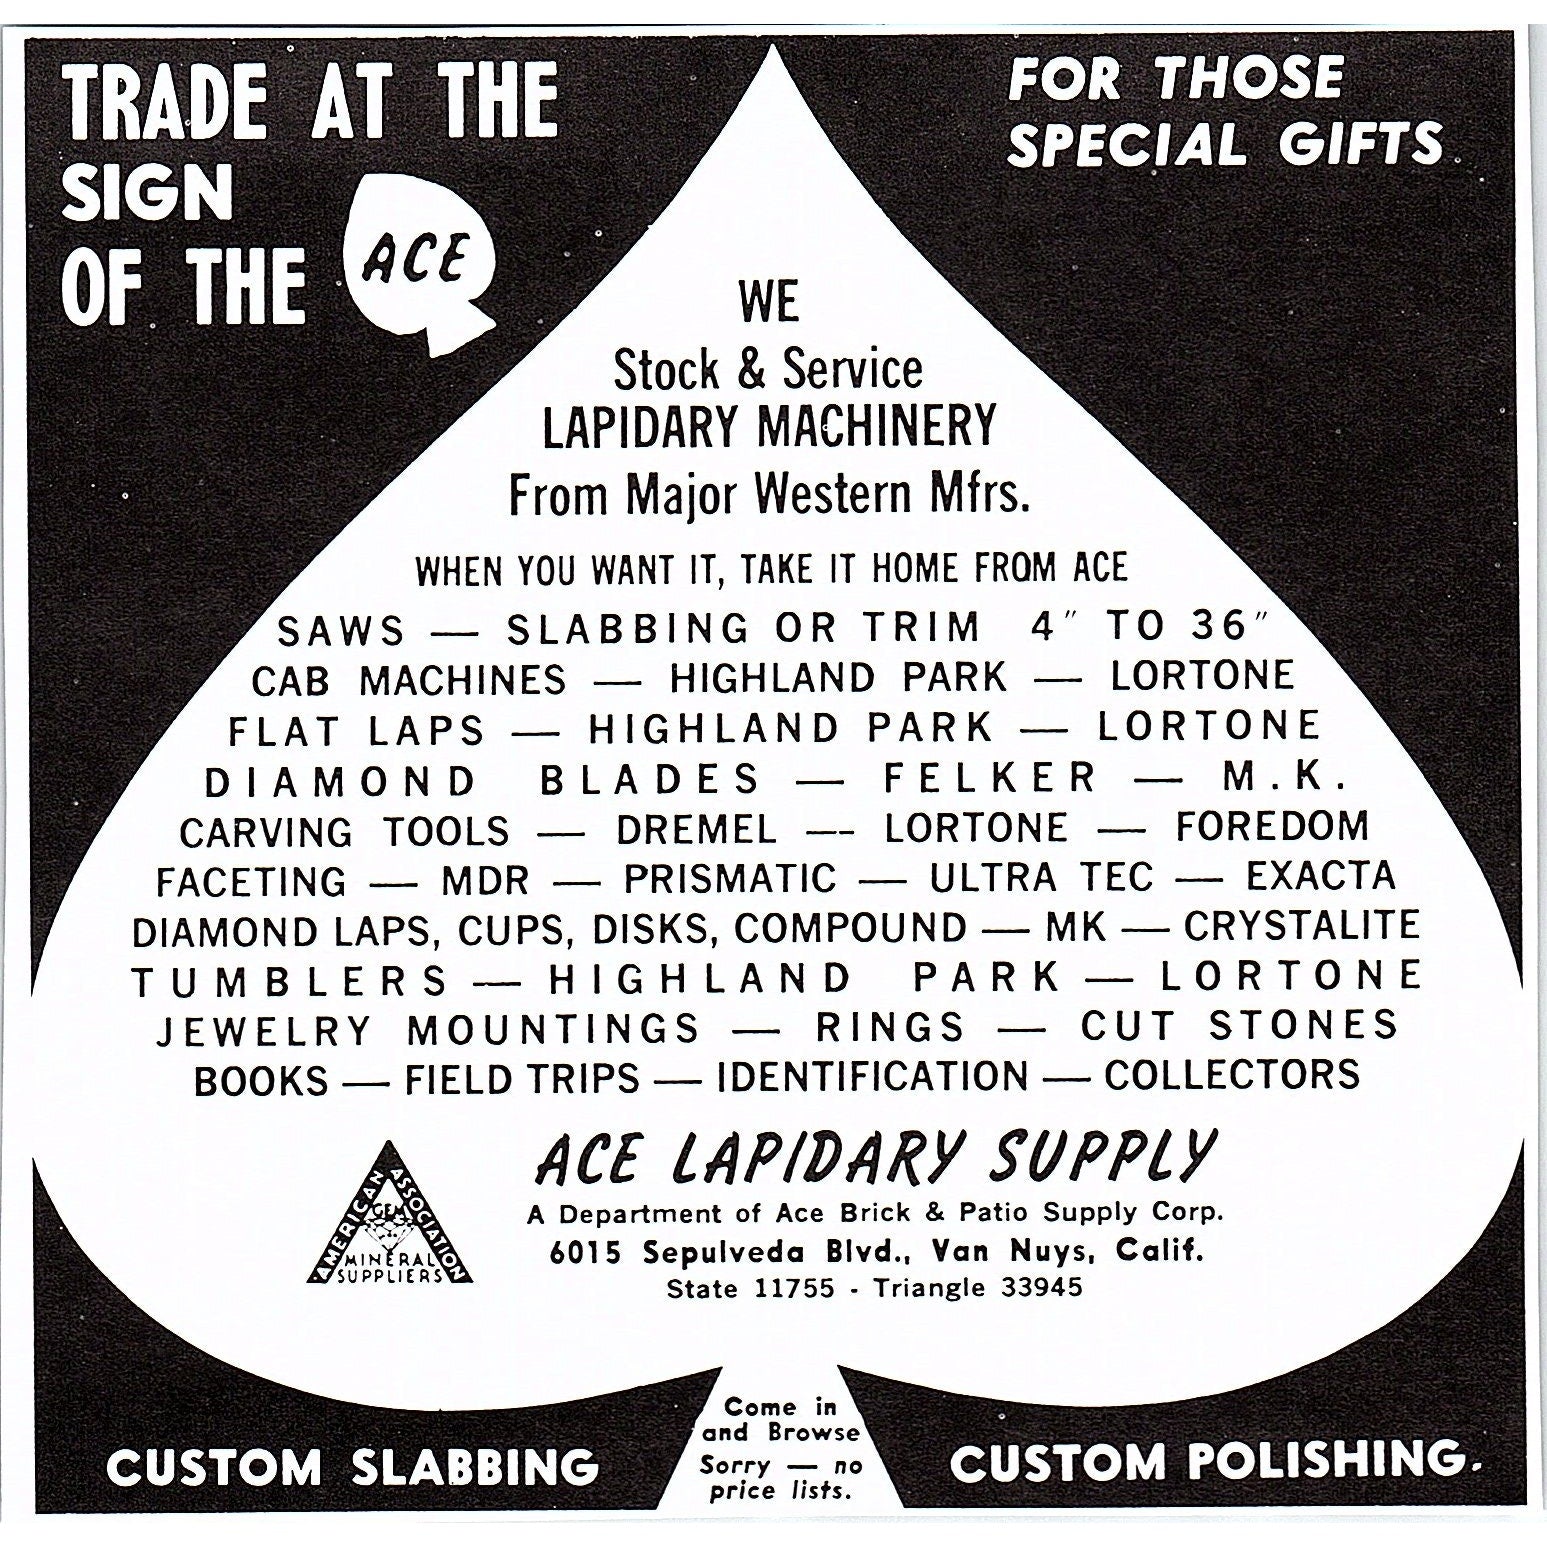 TRADE AT THE
SIGN
OF THE
ACE
FOR THOSE
SPECIAL GIFTS
WE
Stock & Service
LAPIDARY MACHINERY
From Major Western Mfrs.
WHEN YOU WANT IT, TAKE IT HOME FROM ACE
SAWS — SLABBING OR TRIM 4″ TO 36″
CAB MACHINES — HIGHLAND PARK — LORTONE
FLAT LAPS — HIGHLAND PARK — LORTONE
DIAMOND BLADES — FELKER — M.K.
CARVING TOOLS — DREMEL –– LORTONE — FOREDOM
FACETING — MDR — PRISMATIC — ULTRA TEC — EXACTA
DIAMOND LAPS, CUPS, DISKS, COMPOUND — MK — CRYSTALITE
TUMBLERS — HIGHLAND PARK — LORTONE
JEWELRY MOUNTINGS — RINGS — CUT STONES
BOOKS — FIELD TRIPS — IDENTIFICATION — COLLECTORS
AMERICAN
ASSOCIATION
GEM
MINERAL
SUPPLIERS
ACE LAPIDARY SUPPLY
A Department of Ace Brick & Patio Supply Corp.
6015 Sepulveda Blvd., Van Nuys, Calif.
State 11755 - Triangle 33945
Come in
and Browse
Sorry — no
price lists.
CUSTOM SLABBING
CUSTOM POLISHING.